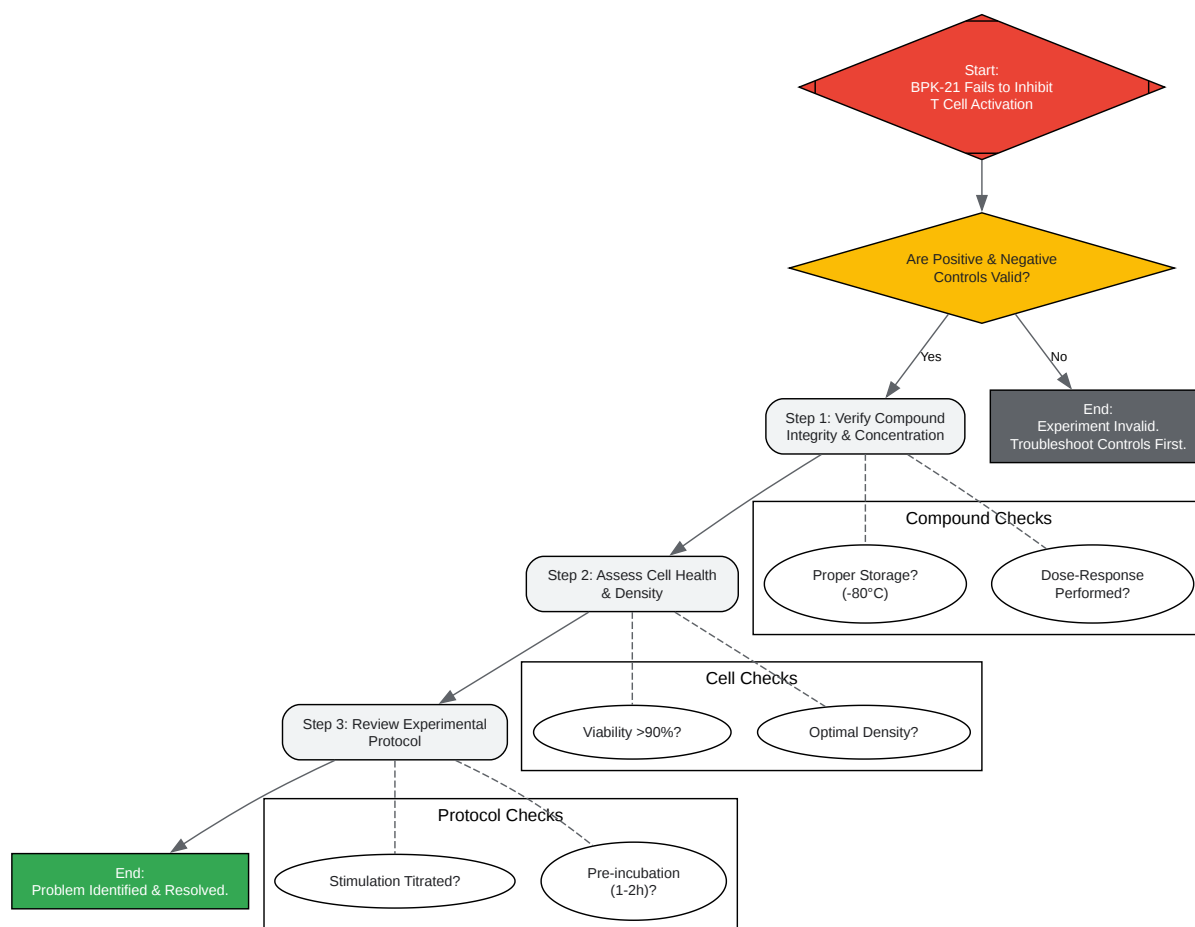 Start:
BPK-21 Fails to Inhibit
T Cell Activation
Are Positive & Negative
Controls Valid?
Yes
No
Step 1: Verify Compound
Integrity & Concentration
End:
Experiment Invalid.
Troubleshoot Controls First.
Compound Checks
Proper Storage?
(-80°C)
Dose-Response
Performed?
Step 2: Assess Cell Health
& Density
Cell Checks
Viability >90%?
Optimal Density?
Step 3: Review Experimental
Protocol
Protocol Checks
Stimulation Titrated?
Pre-incubation
(1-2h)?
End:
Problem Identified & Resolved.